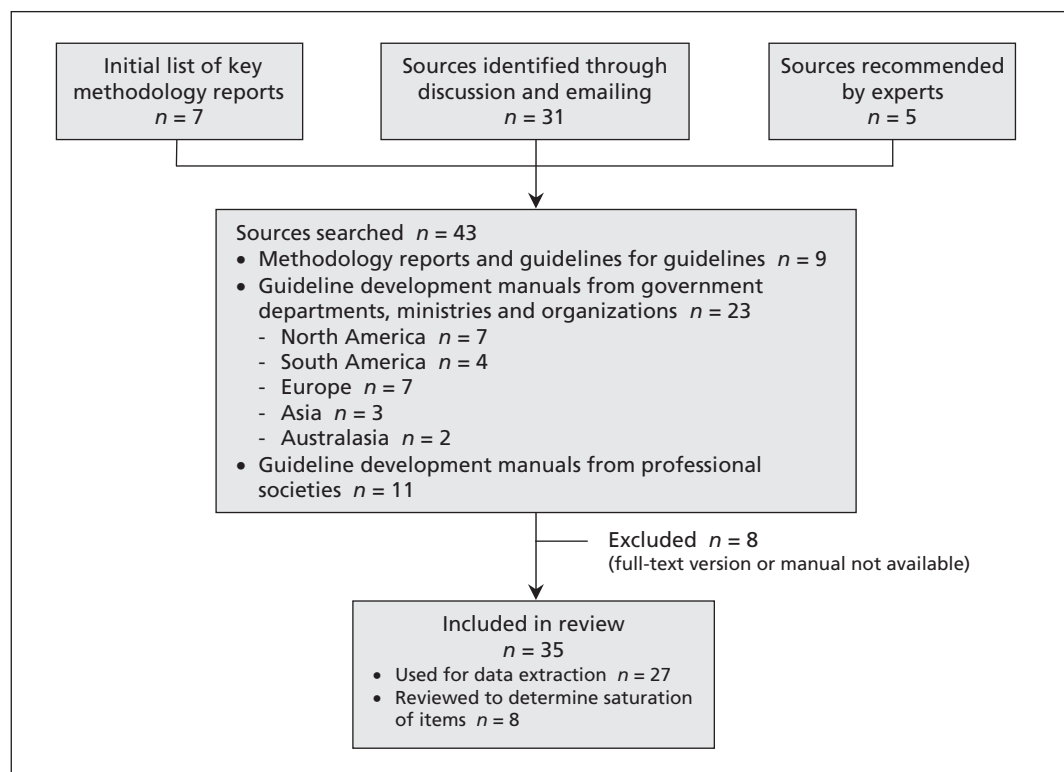 Initial list of key
methodology reports
n = 7
Sources identified through
discussion and emailing
n = 31
Sources recommended
by experts
n = 5
Sources searched n = 43
• Methodology reports and guidelines for guidelines n = 9
• Guideline development manuals from government
departments, ministries and organizations n = 23
- North America n = 7
- South America n = 4
- Europe n = 7
- Asia n = 3
- Australasia n = 2
• Guideline development manuals from professional
societies n = 11
Excluded n = 8
(full-text version or manual not available)
Included in review
n = 35
• Used for data extraction n = 27
• Reviewed to determine saturation
of items n = 8